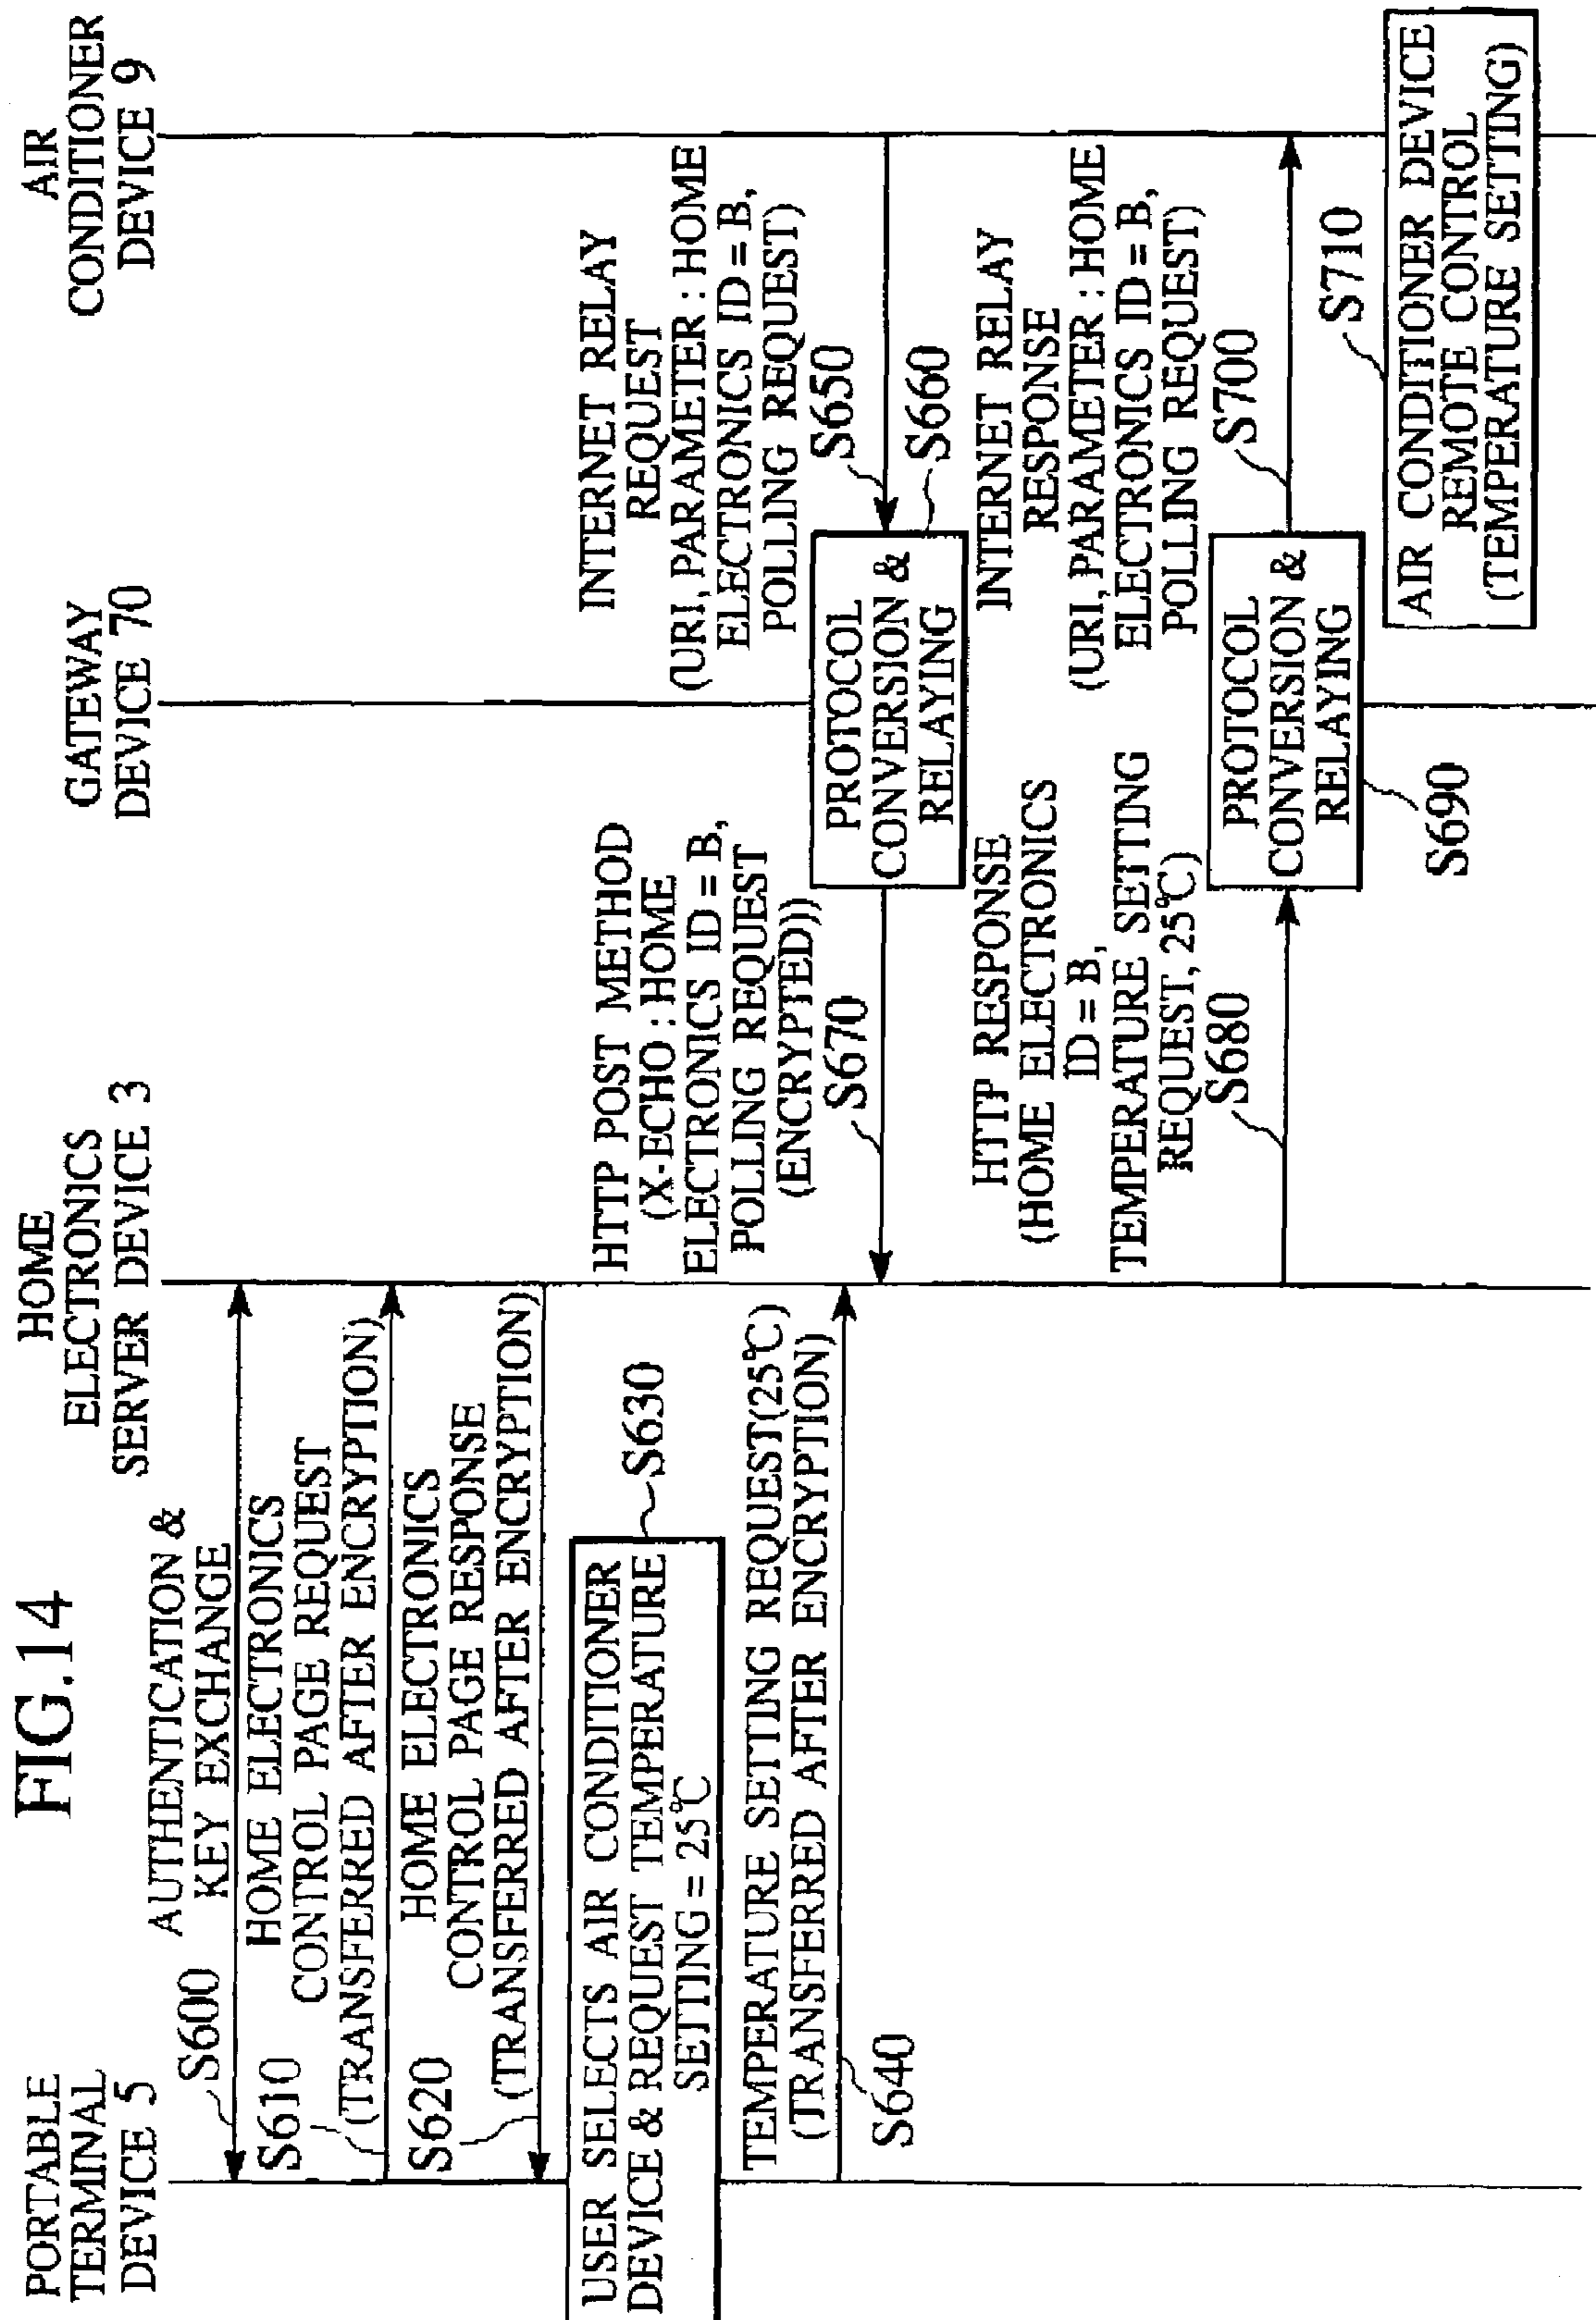 FIG.14
PORTABLE
TERMINAL
DEVICE 5
HOME
ELECTRONICS
SERVER DEVICE 3
GATEWAY
DEVICE 70
AIR
CONDITIONER
DEVICE 9
S600
AUTHENTICATION &
KEY EXCHANGE
S610
HOME ELECTRONICS
CONTROL PAGE REQUEST
(TRANSFERRED AFTER ENCRYPTION)
S620
HOME ELECTRONICS
CONTROL PAGE RESPONSE
(TRANSFERRED AFTER ENCRYPTION)
USER SELECTS AIR CONDITIONER
DEVICE & REQUEST TEMPERATURE
SETTING = 25℃
S630
TEMPERATURE SETTING REQUEST(25℃)
(TRANSFERRED AFTER ENCRYPTION)
S640
INTERNET RELAY
REQUEST
(URI, PARAMETER : HOME
ELECTRONICS ID = B,
POLLING REQUEST)
S650
S660
PROTOCOL
CONVERSION &
RELAYING
HTTP POST METHOD
(X-ECHO : HOME
ELECTRONICS ID = B,
POLLING REQUEST
(ENCRYPTED))
S670
HTTP RESPONSE
(HOME ELECTRONICS
ID = B,
TEMPERATURE SETTING
REQUEST, 25℃)
S680
PROTOCOL
CONVERSION &
RELAYING
S690
INTERNET RELAY
RESPONSE
(URI, PARAMETER : HOME
ELECTRONICS ID = B,
POLLING REQUEST)
S700
S710
AIR CONDITIONER DEVICE
REMOTE CONTROL
(TEMPERATURE SETTING)